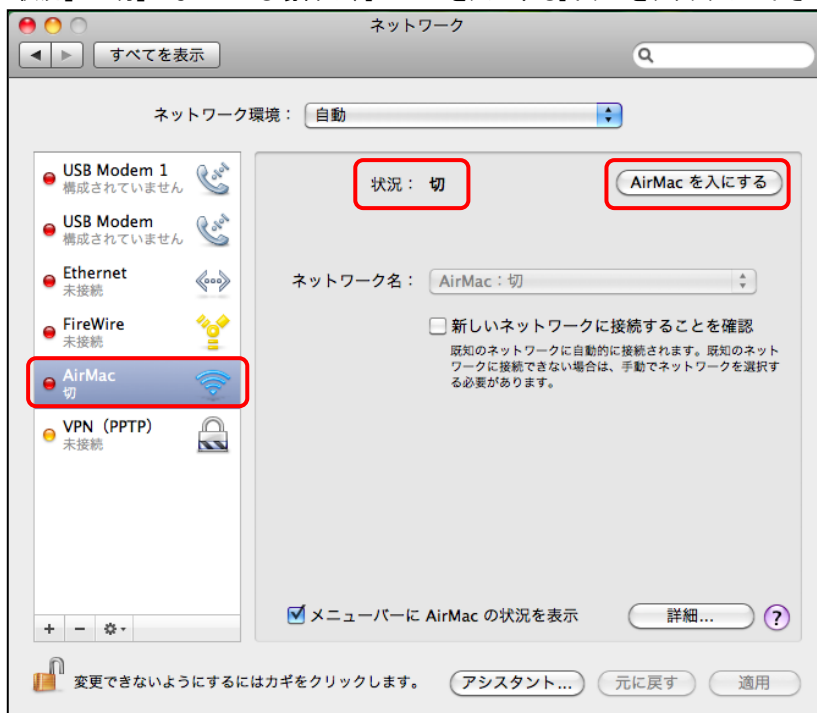 ネットワーク
すべてを表示
ネットワーク環境： 自動
USB Modem 1
構成されていません
USB Modem
構成されていません
Ethernet
未接続
FireWire
未接続
AirMac
切
VPN（PPTP）
未接続
状況： 切
AirMac を入にする
ネットワーク名： AirMac：切
新しいネットワークに接続することを確認
既知のネットワークに自動的に接続されます。既知のネット
ワークに接続できない場合は、手動でネットワークを選択す
る必要があります。
メニューバーに AirMac の状況を表示
詳細...
?
+ −
変更できないようにするにはカギをクリックします。
アシスタント...
元に戻す
適用